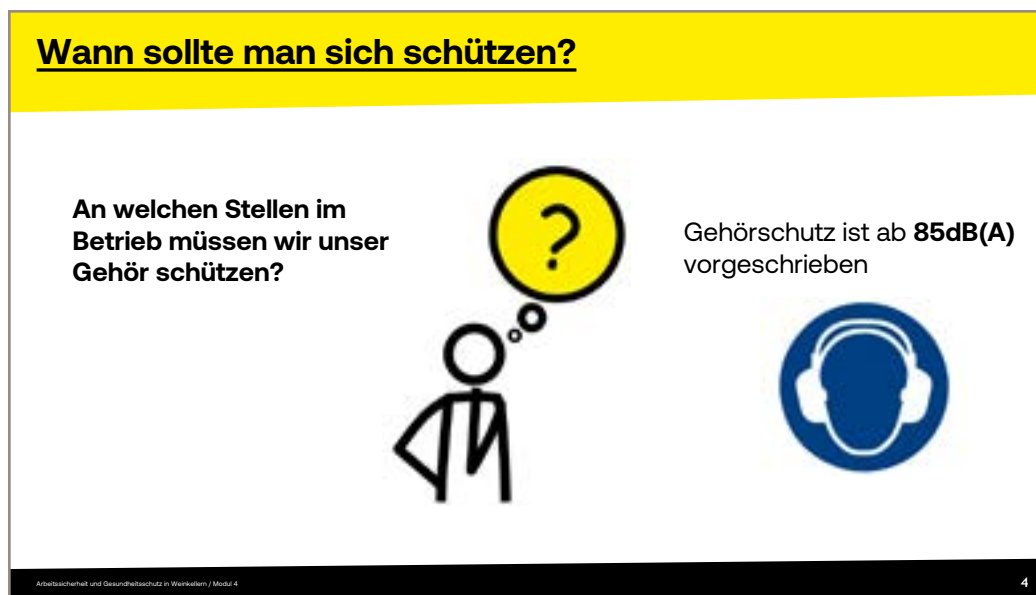 Wann sollte man sich schützen?
An welchen Stellen im
Betrieb müssen wir unser
Gehör schützen?
?
Gehörschutz ist ab 85dB(A)
vorgeschrieben
Arbeitssicherheit und Gesundheitsschutz in Weinkellern / Modul 4
4